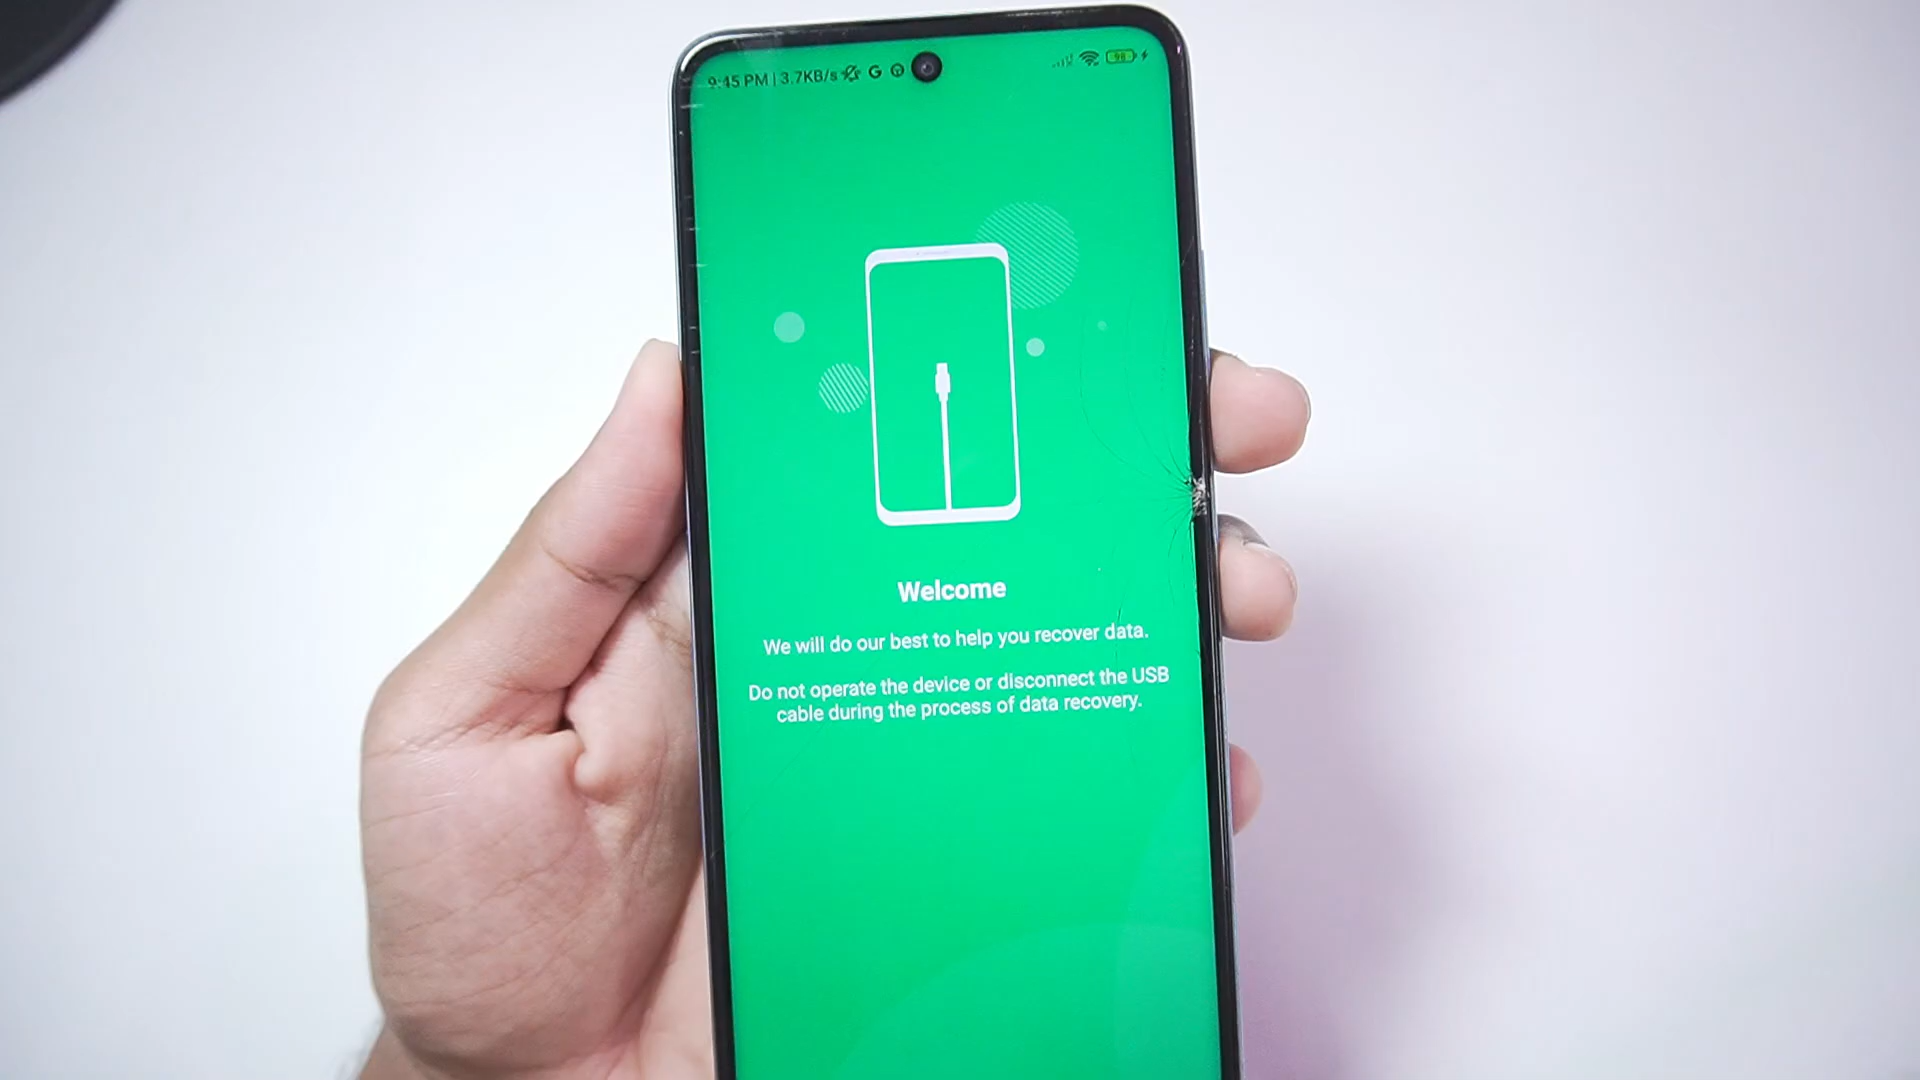 9:45 PM | 3.7KB/s G 98
Welcome
We will do our best to help you recover data.
Do not operate the device or disconnect the USB
cable during the process of data recovery.